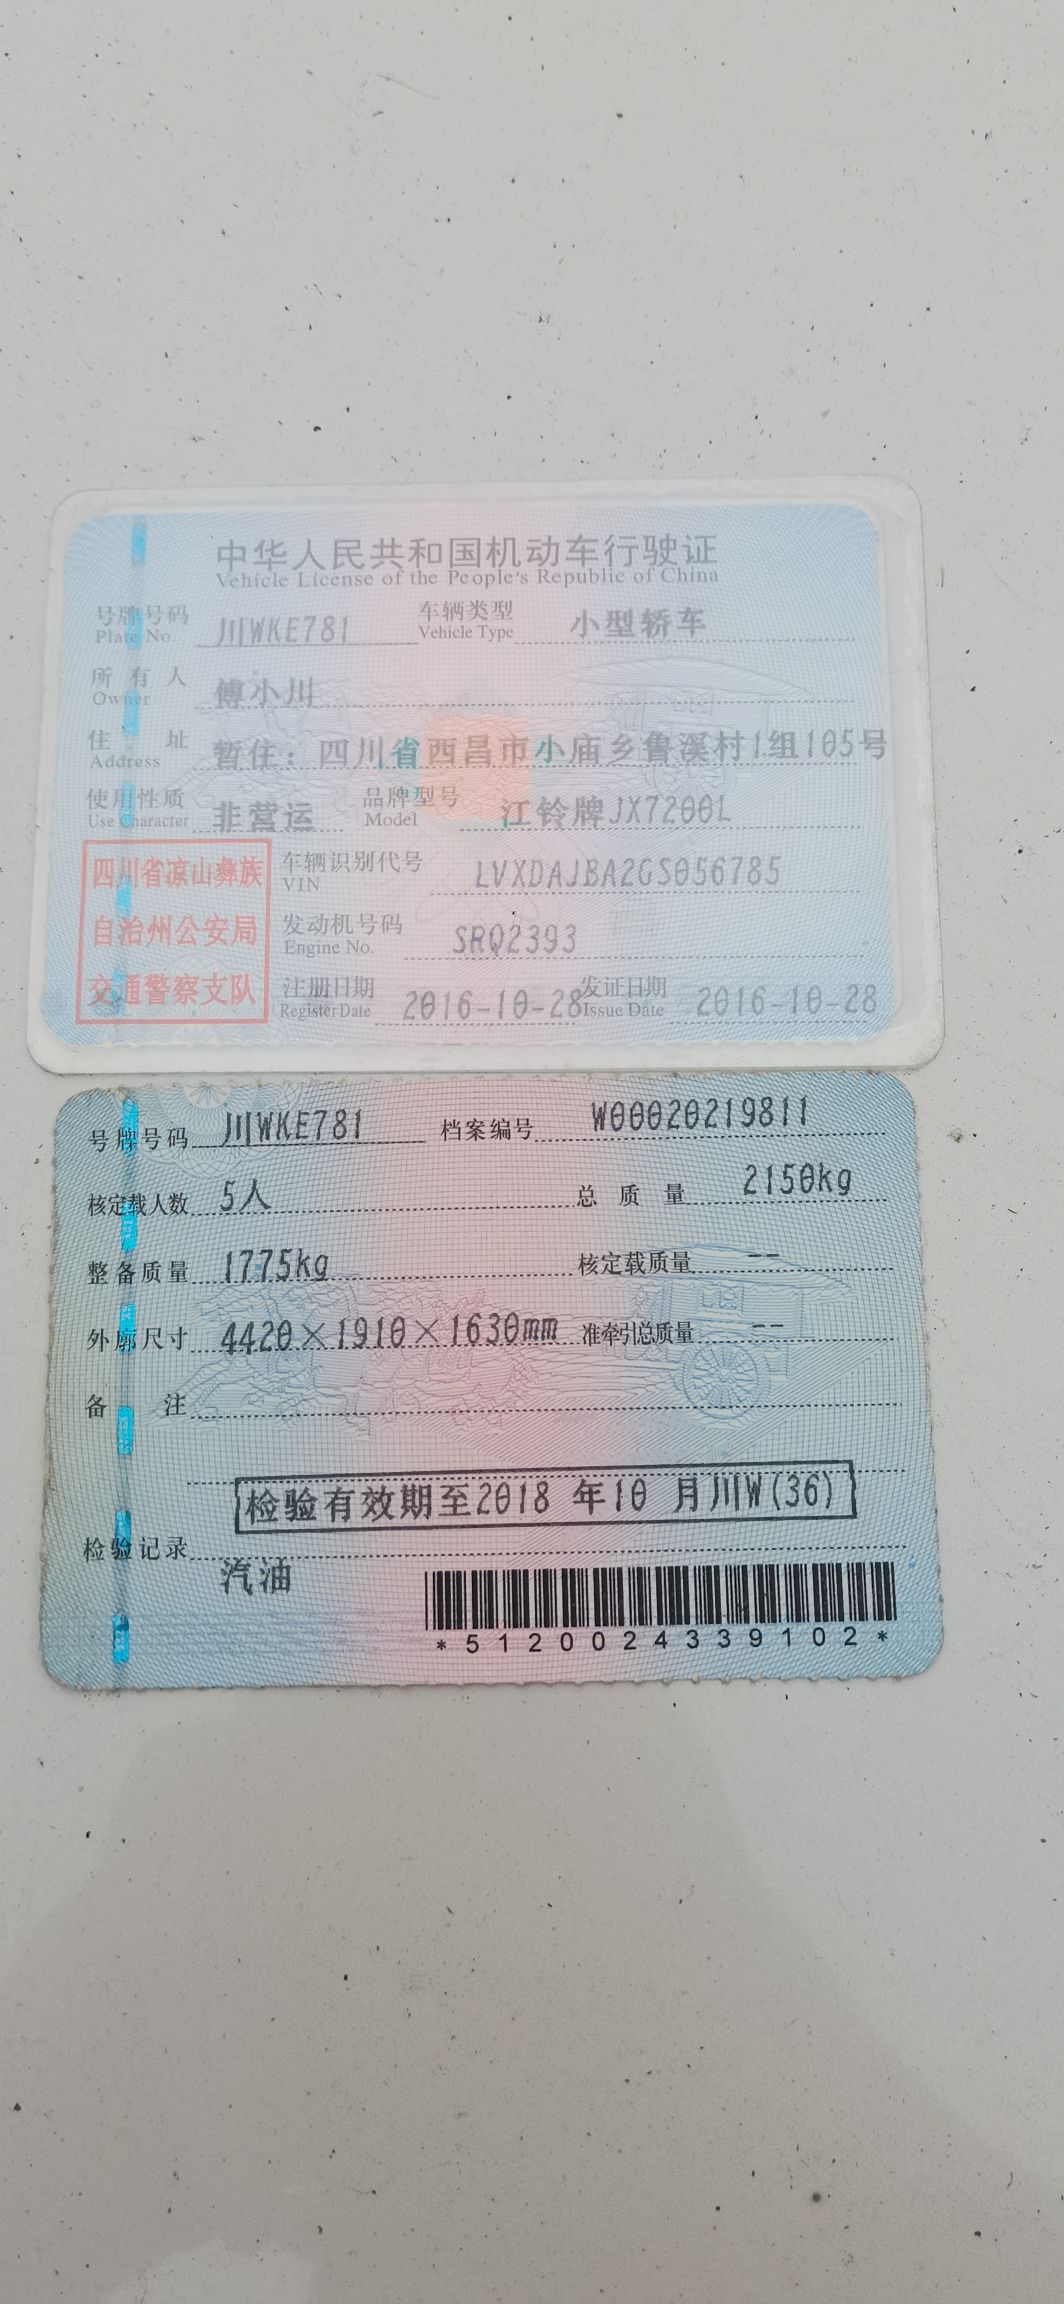 中华人民共和国机动车行驶证
Vehicle License of the People's Republic of China
号牌号码 川WKE781 车辆类型 小型轿车
Plate No. Vehicle Type
所有人 傅小川
Owner
住址 暂住：四川省西昌市小庙乡鲁溪村1组105号
Address
使用性质 非营运 品牌型号 江铃牌JX7200L
Use Character Model
四川省凉山彝族
自治州公安局
交通警察支队
车辆识别代号 LVXDAJBA2GS056785
VIN
发动机号码 SRQ2393
Engine No.
注册日期 2016-10-28 发证日期 2016-10-28
Register Date Issue Date
号牌号码 川WKE781 档案编号 W00020219811
核定载人数 5人 总质量 2150kg
整备质量 1775kg 核定载质量 --
外廓尺寸 4420×1910×1630mm 准牵引总质量 --
备注
检验有效期至2018 年10 月川W(36)
检验记录
汽油
*5120024339102*